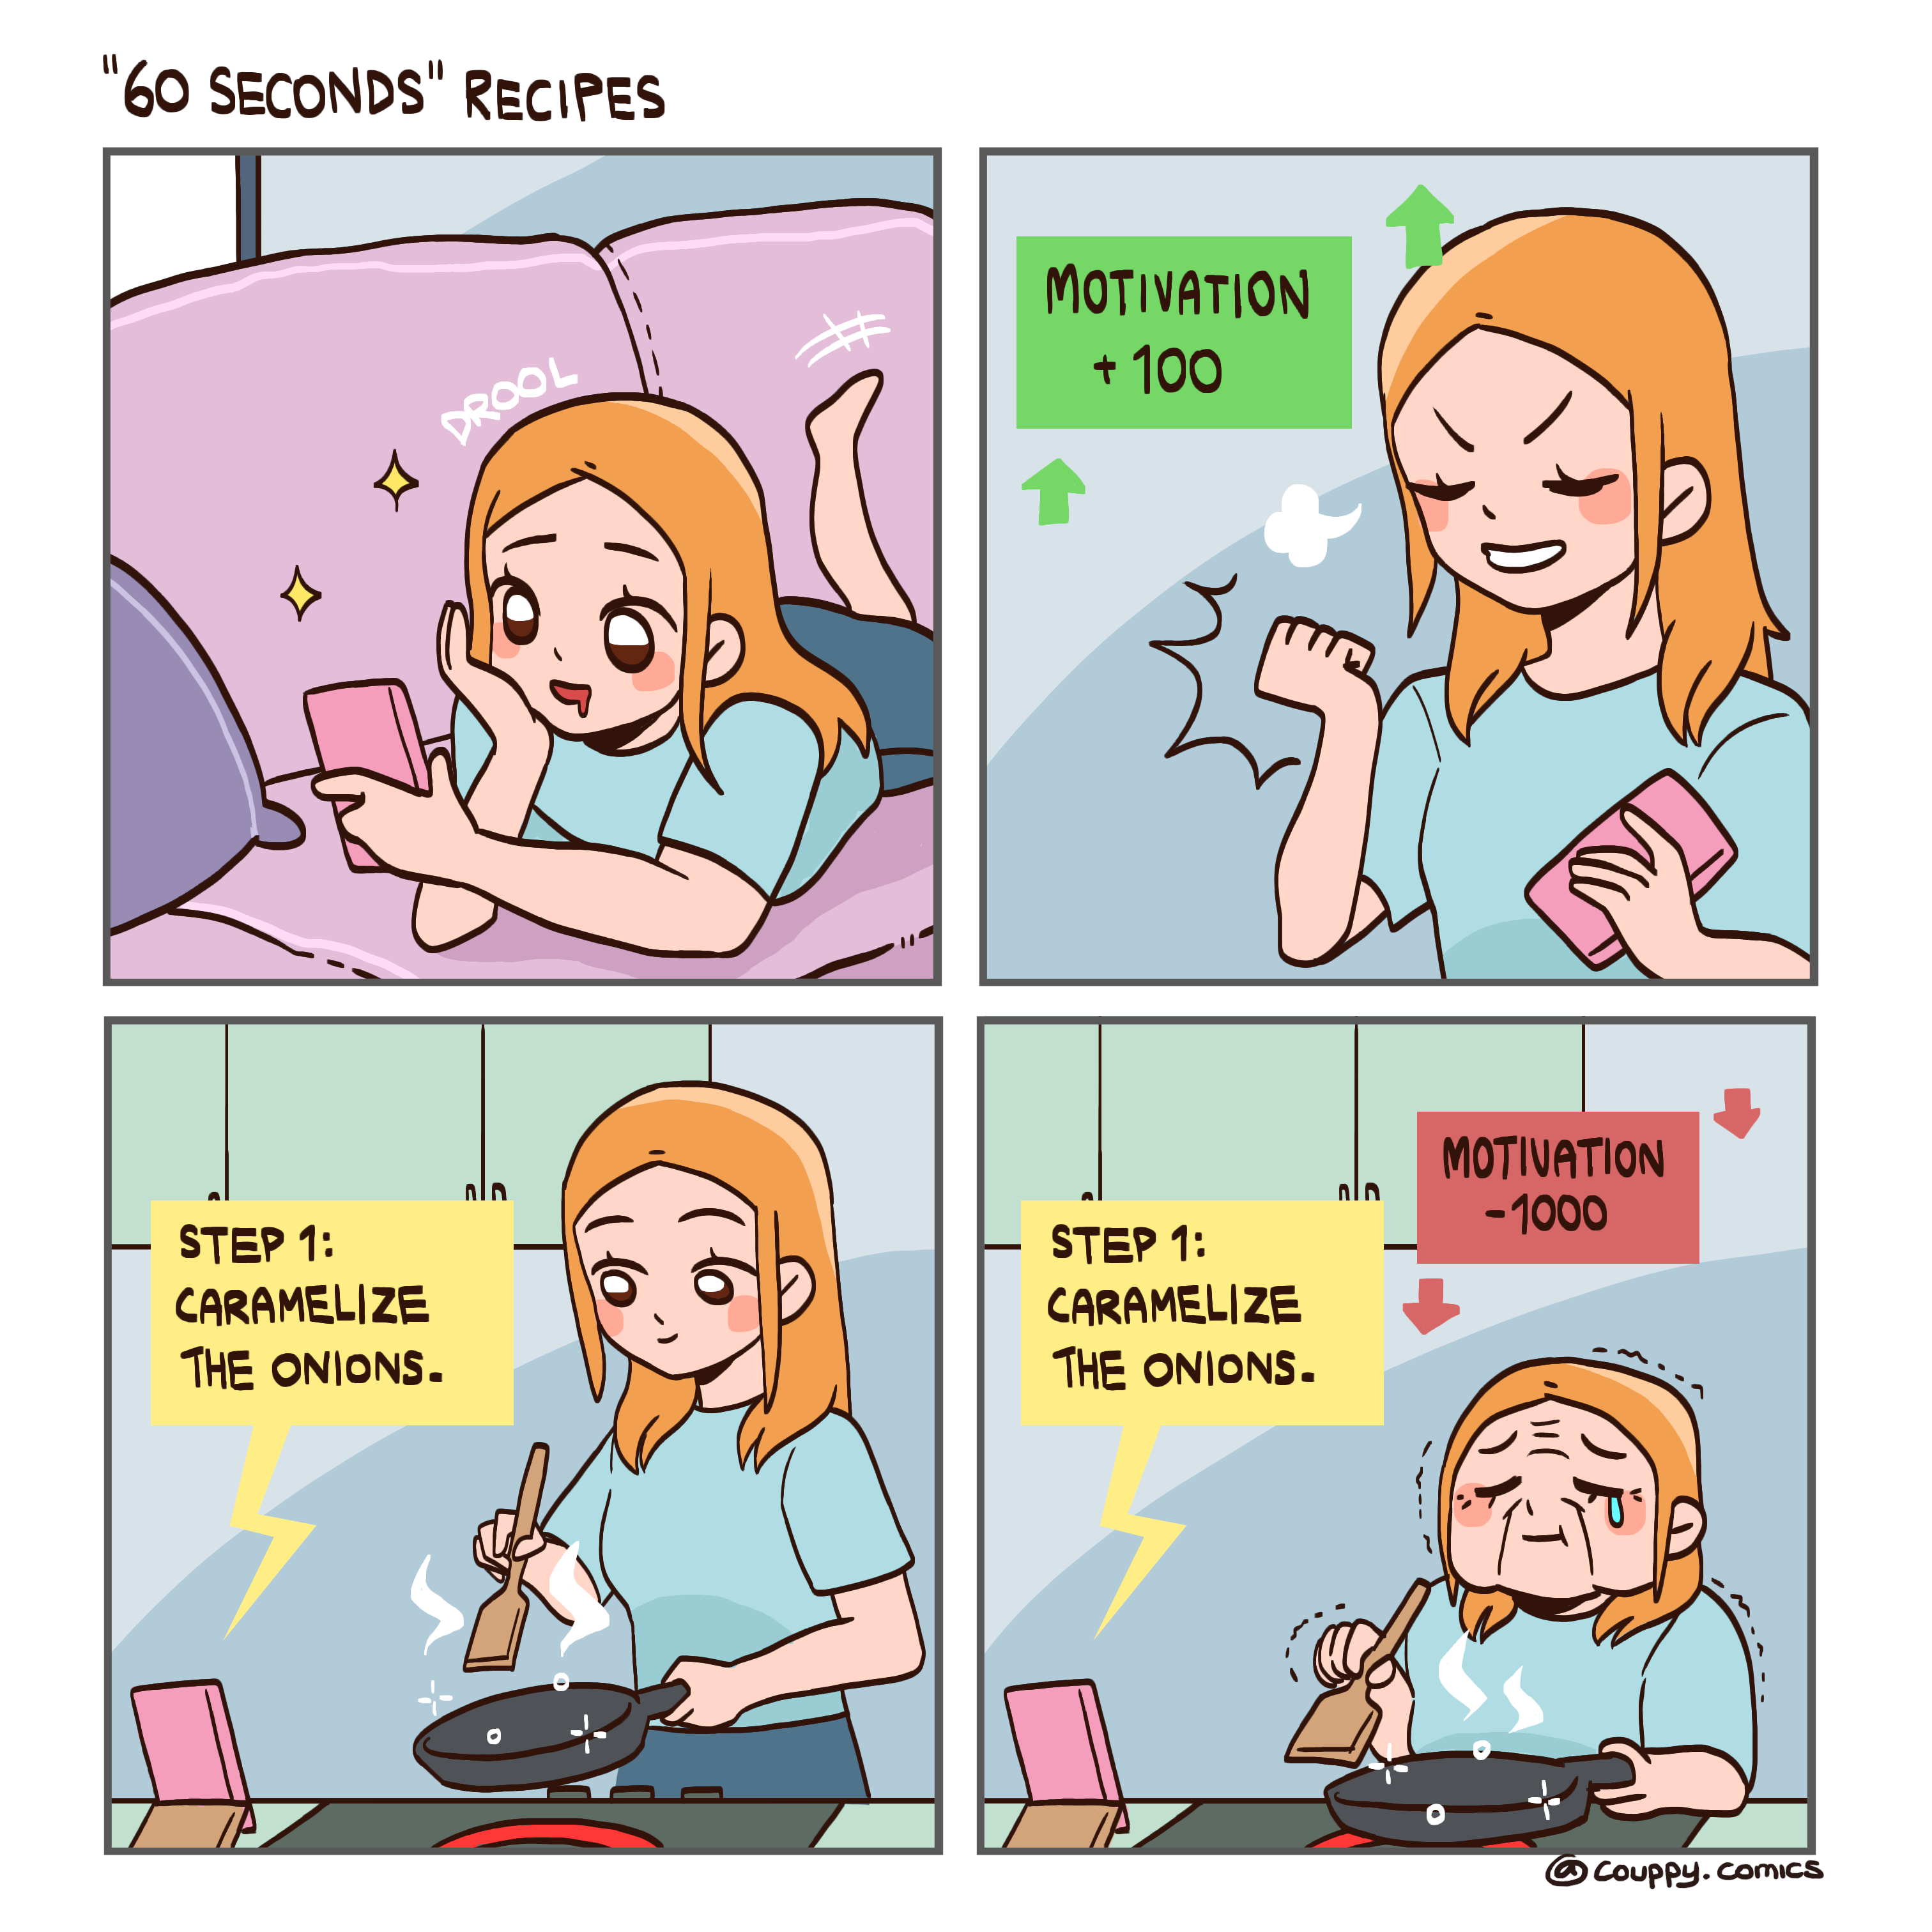 "60 SECONDS" RECIPES
DROOL
MOTIVATION
+ 100
STEP 1:
CARAMELIZE
THE ONIONS.
MOTIVATION
-1000
STEP 1:
CARAMELIZE
THE ONIONS.
@couppy.comics